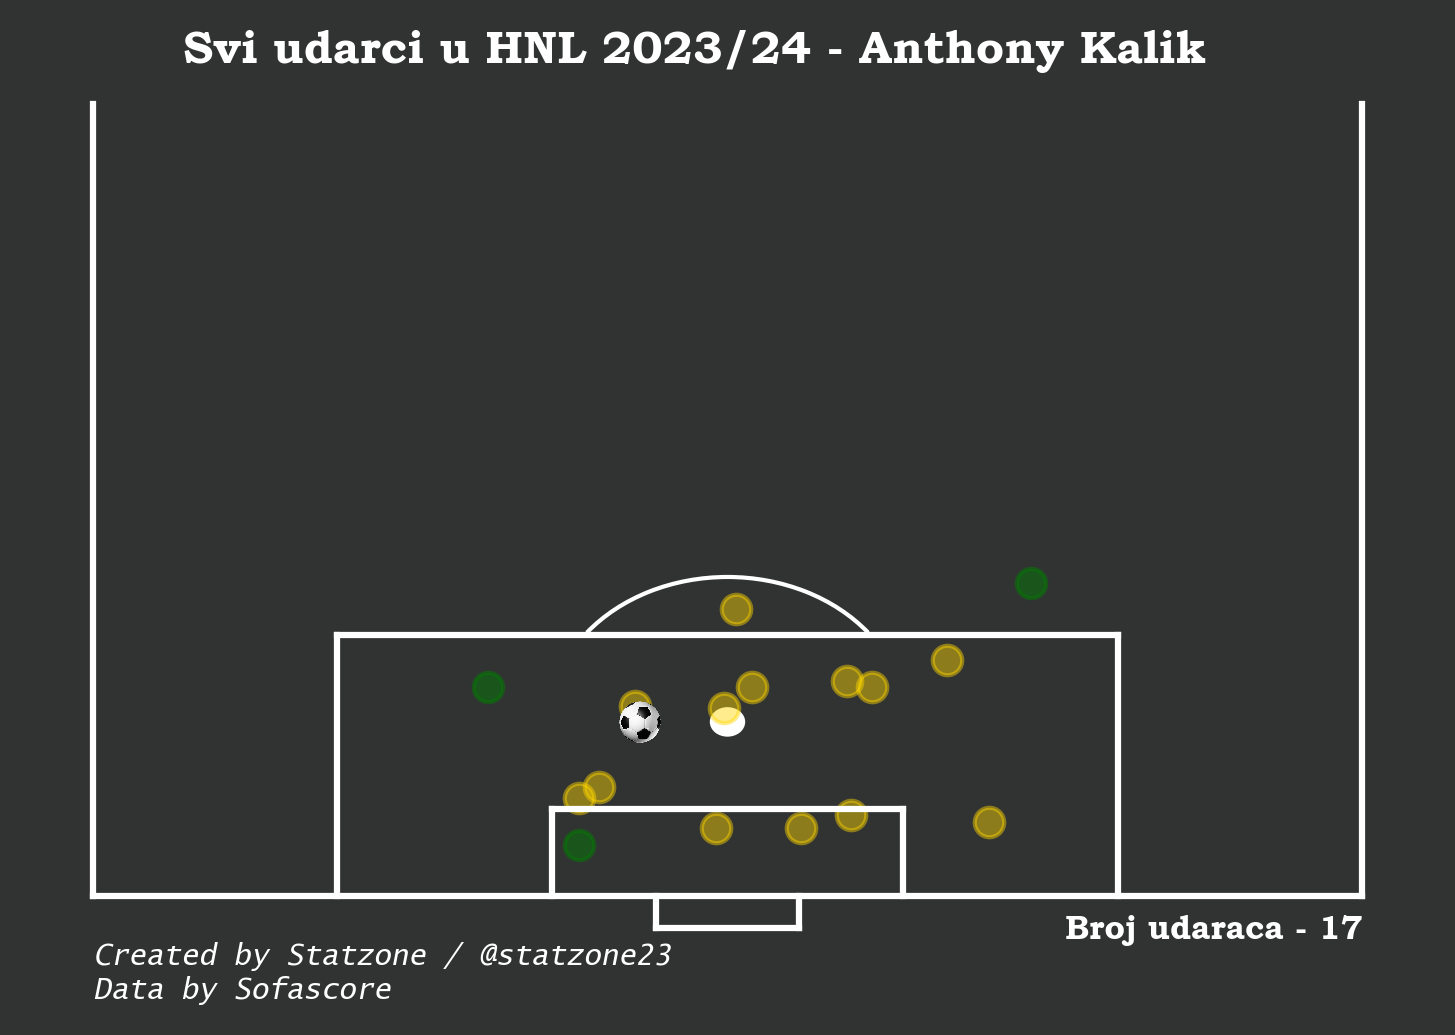 Svi udarci u HNL 2023/24 - Anthony Kalik
Broj udaraca - 17
Created by Statzone / @statzone23
Data by Sofascore